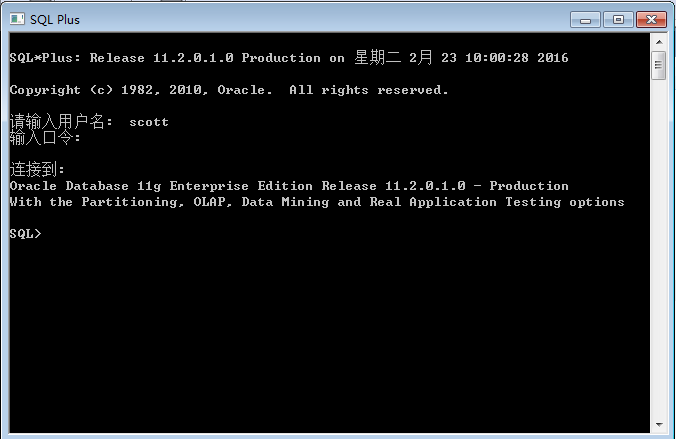 SQL Plus
SQL*Plus: Release 11.2.0.1.0 Production on 星期二 2月 23 10:00:28 2016
Copyright (c) 1982, 2010, Oracle.  All rights reserved.
请输入用户名:  scott
输入口令:
连接到:
Oracle Database 11g Enterprise Edition Release 11.2.0.1.0 - Production
With the Partitioning, OLAP, Data Mining and Real Application Testing options
SQL>